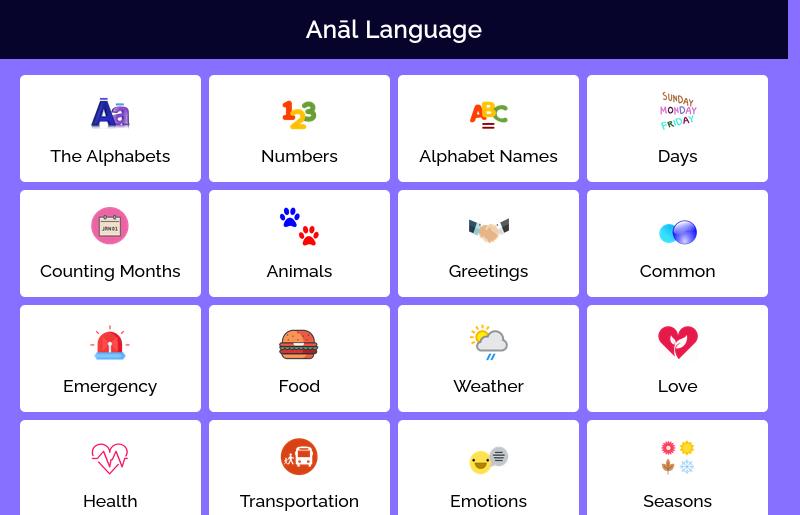 Anāl Language
Āā
123
ABC
SUNDAY
MONDAY
FRIDAY
The Alphabets
Numbers
Alphabet Names
Days
JAN 01
Counting Months
Animals
Greetings
Common
Emergency
Food
Weather
Love
Health
Transportation
Emotions
Seasons